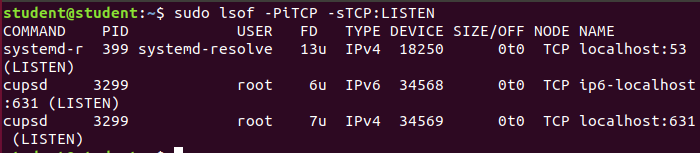 student@student:~$ sudo lsof -PiTCP -sTCP:LISTEN
COMMAND    PID            USER   FD   TYPE DEVICE SIZE/OFF NODE NAME
systemd-r  399 systemd-resolve   13u  IPv4  18250      0t0  TCP localhost:53
(LISTEN)
cupsd     3299            root    6u  IPv6  34568      0t0  TCP ip6-localhost
:631 (LISTEN)
cupsd     3299            root    7u  IPv4  34569      0t0  TCP localhost:631
 (LISTEN)